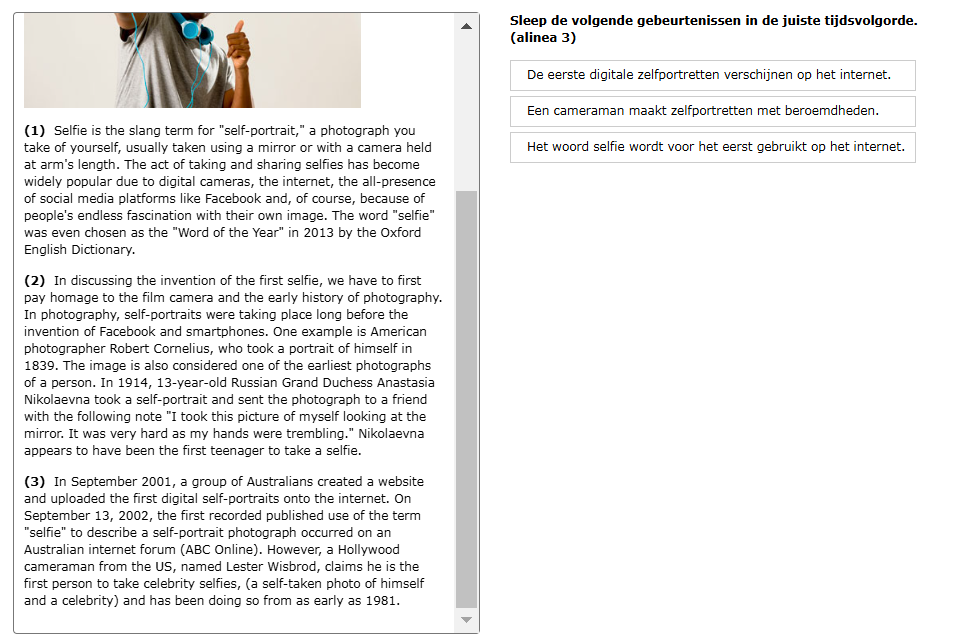 (1) Selfie is the slang term for "self-portrait," a photograph you
take of yourself, usually taken using a mirror or with a camera held
at arm's length. The act of taking and sharing selfies has become
widely popular due to digital cameras, the internet, the all-presence
of social media platforms like Facebook and, of course, because of
people's endless fascination with their own image. The word "selfie"
was even chosen as the "Word of the Year" in 2013 by the Oxford
English Dictionary.
(2) In discussing the invention of the first selfie, we have to first
pay homage to the film camera and the early history of photography.
In photography, self-portraits were taking place long before the
invention of Facebook and smartphones. One example is American
photographer Robert Cornelius, who took a portrait of himself in
1839. The image is also considered one of the earliest photographs
of a person. In 1914, 13-year-old Russian Grand Duchess Anastasia
Nikolaevna took a self-portrait and sent the photograph to a friend
with the following note "I took this picture of myself looking at the
mirror. It was very hard as my hands were trembling." Nikolaevna
appears to have been the first teenager to take a selfie.
(3) In September 2001, a group of Australians created a website
and uploaded the first digital self-portraits onto the internet. On
September 13, 2002, the first recorded published use of the term
"selfie" to describe a self-portrait photograph occurred on an
Australian internet forum (ABC Online). However, a Hollywood
cameraman from the US, named Lester Wisbrod, claims he is the
first person to take celebrity selfies, (a self-taken photo of himself
and a celebrity) and has been doing so from as early as 1981.
Sleep de volgende gebeurtenissen in de juiste tijdsvolgorde.
(alinea 3)
De eerste digitale zelfportretten verschijnen op het internet.
Een cameraman maakt zelfportretten met beroemdheden.
Het woord selfie wordt voor het eerst gebruikt op het internet.